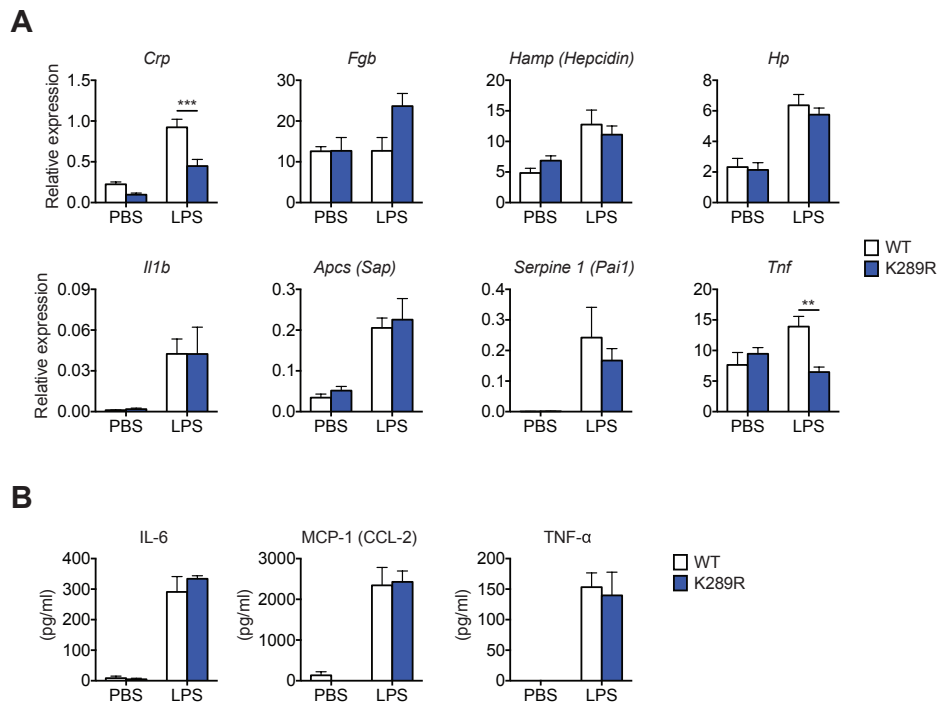 A
Crp
Fgb
Hamp (Hepcidin)
Hp
Relative expression
1.5
1.0
0.5
0.0
PBS
LPS
***
30
20
10
0
PBS
LPS
20
15
10
5
0
PBS
LPS
8
6
4
2
0
PBS
LPS
WT
K289R
Il1b
Apcs (Sap)
Serpine 1 (Pai1)
Tnf
Relative expression
0.09
0.06
0.03
0.00
PBS
LPS
0.3
0.2
0.1
0.0
PBS
LPS
0.4
0.3
0.2
0.1
0.0
PBS
LPS
20
15
10
5
0
PBS
LPS
**
B
IL-6
MCP-1 (CCL-2)
TNF-α
(pg/ml)
400
300
200
100
0
PBS
LPS
(pg/ml)
3000
2000
1000
0
PBS
LPS
(pg/ml)
200
150
100
50
0
PBS
LPS
WT
K289R